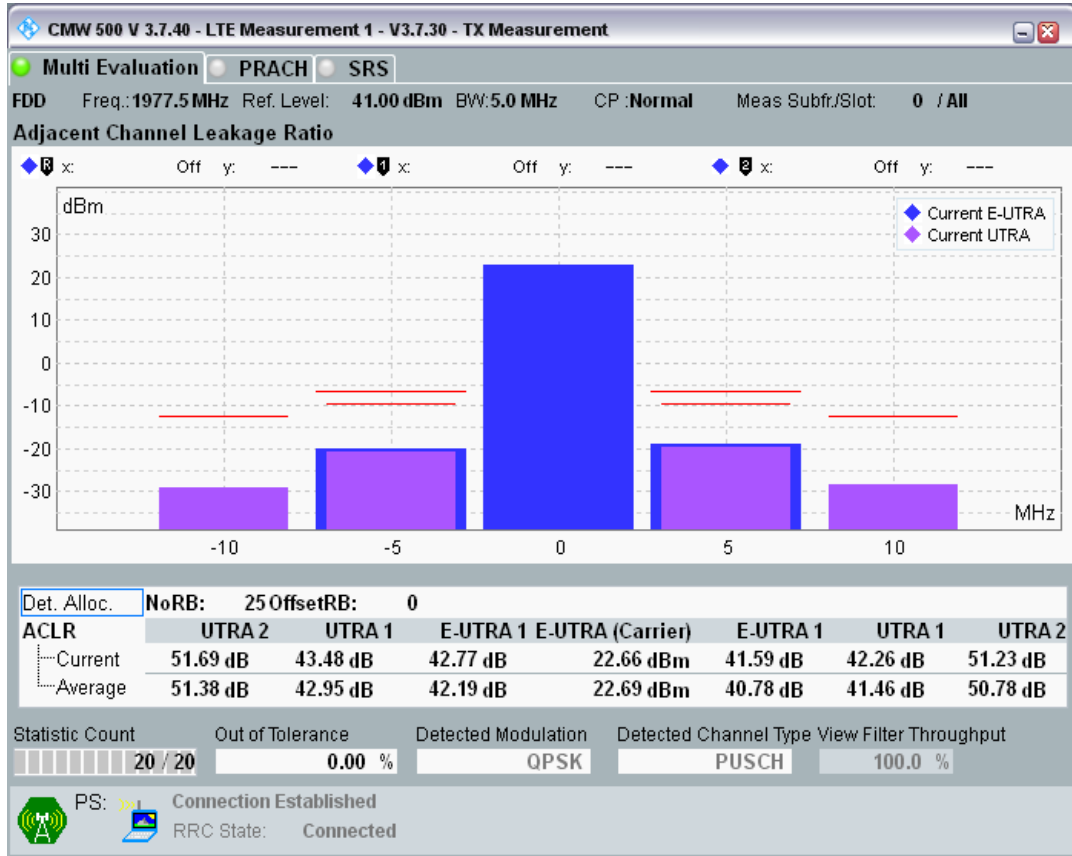 CMW 500 V 3.7.40 - LTE Measurement 1 - V3.7.30 - TX Measurement
Multi Evaluation PRACH SRS
FDD Freq.: 1977.5 MHz Ref. Level: 41.00 dBm BW: 5.0 MHz CP : Normal Meas Subfr./Slot: 0 / All
Adjacent Channel Leakage Ratio
R x: Off y: --- 1 x: Off y: --- 2 x: Off y: ---
dBm
Current E-UTRA
Current UTRA
30
20
10
0
-10
-20
-30
MHz
-10 -5 0 5 10
Det. Alloc. NoRB: 25 OffsetRB: 0
ACLR UTRA 2 UTRA 1 E-UTRA 1 E-UTRA (Carrier) E-UTRA 1 UTRA 1 UTRA 2
Current 51.69 dB 43.48 dB 42.77 dB 22.66 dBm 41.59 dB 42.26 dB 51.23 dB
Average 51.38 dB 42.95 dB 42.19 dB 22.69 dBm 40.78 dB 41.46 dB 50.78 dB
Statistic Count Out of Tolerance Detected Modulation Detected Channel Type View Filter Throughput
20 / 20 0.00 % QPSK PUSCH 100.0 %
PS: Connection Established
RRC State: Connected